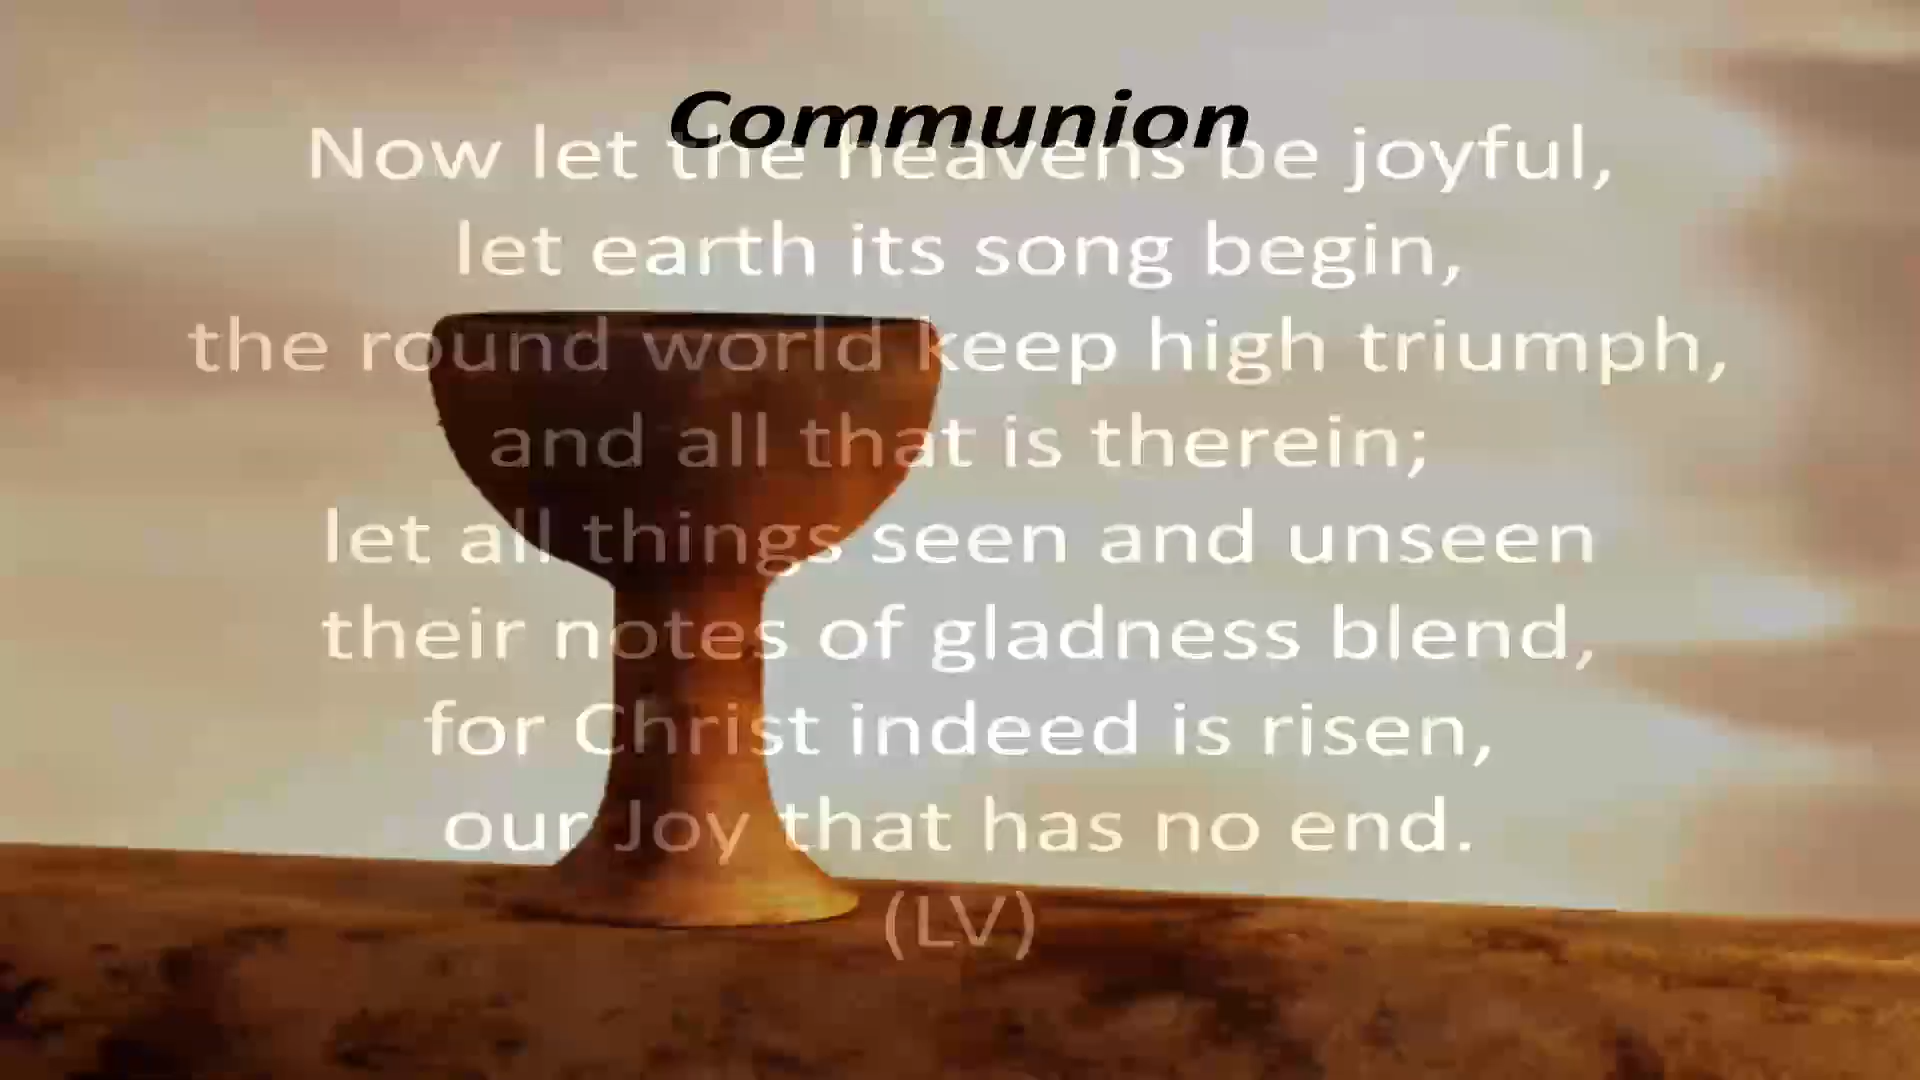 Communion
Now let the heavens be joyful,
let earth its song begin,
the round world keep high triumph,
and all that is therein;
let all things seen and unseen
their notes of gladness blend,
for Christ indeed is risen,
our Joy that has no end.
(LV)